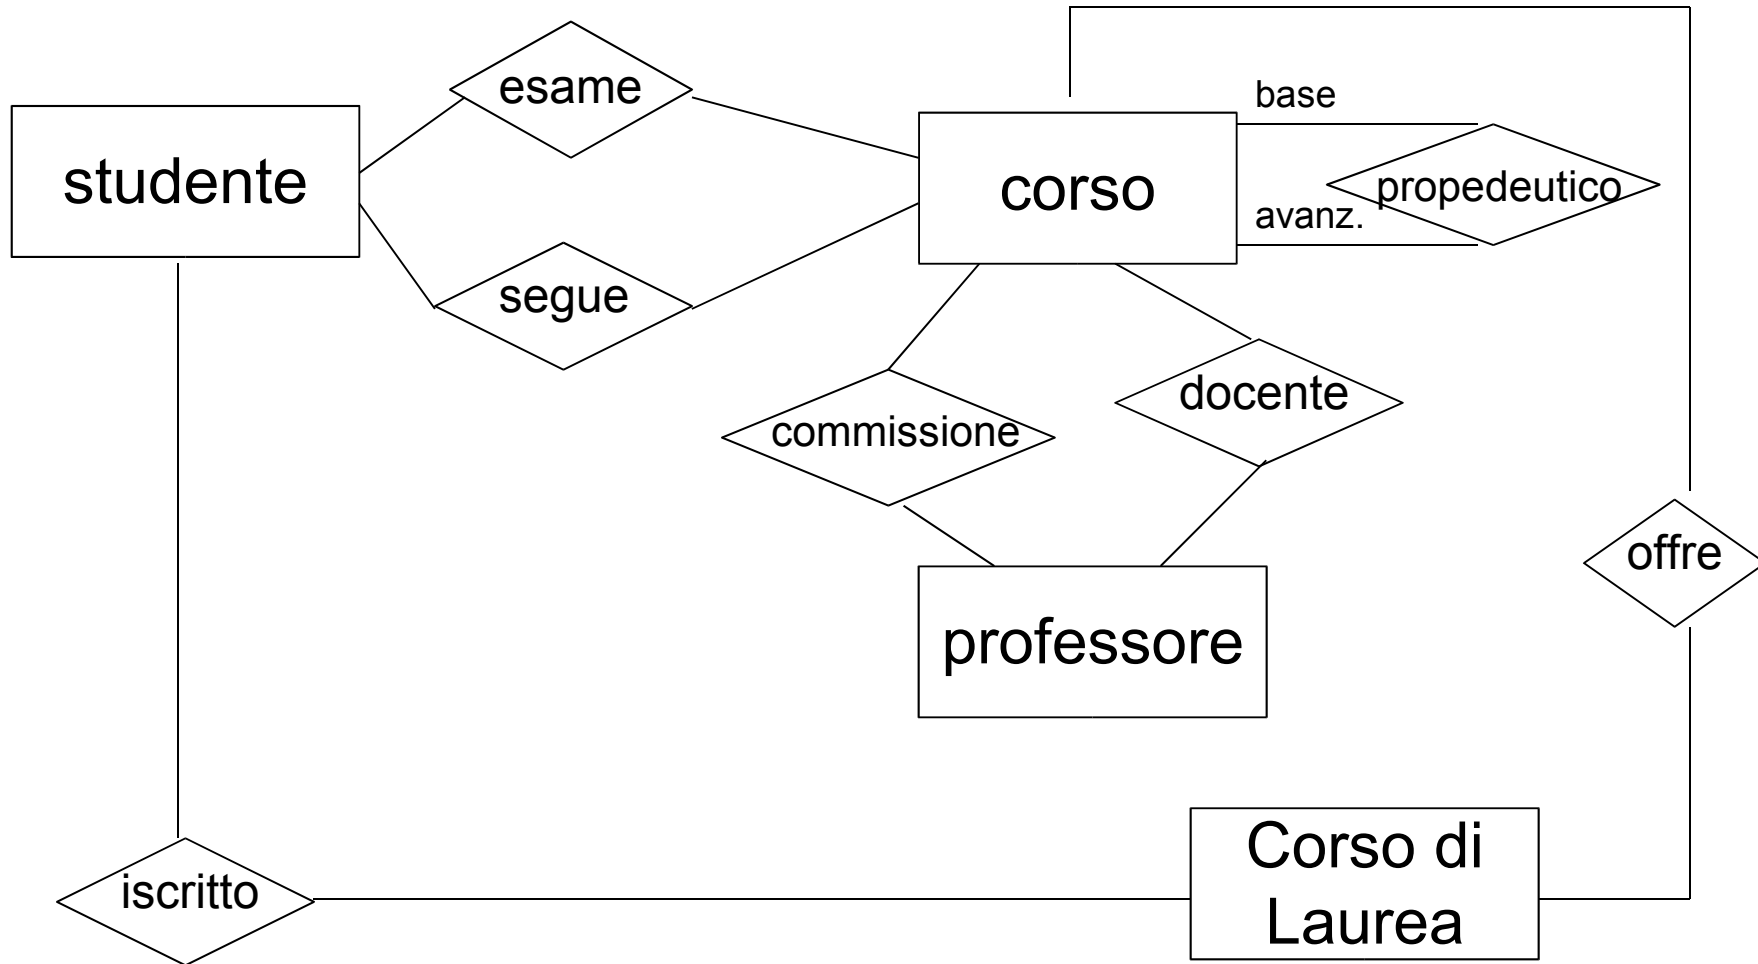 esame
base
studente
corso
propedeutico
avanz.
segue
docente
commissione
offre
professore
Corso di
Laurea
iscritto